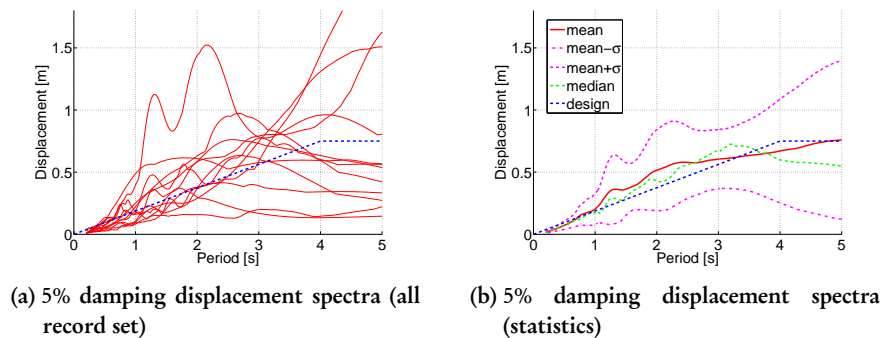 Displacement [m]
1.5
1
0.5
0
0 1 2 3 4 5
Period [s]
(a) 5% damping displacement spectra (all
record set)
Displacement [m]
1.5
1
0.5
0
mean
mean−σ
mean+σ
median
design
0 1 2 3 4 5
Period [s]
(b) 5% damping displacement spectra
(statistics)